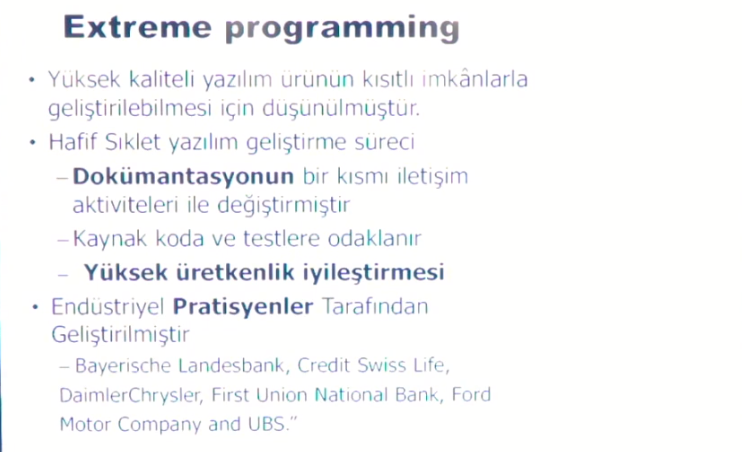 Extreme programming
• Yüksek kaliteli yazılım ürünün kısıtlı imkânlarla
geliştirilebilmesi için düşünülmüştür.
• Hafif Sıklet yazılım geliştirme süreci
– Dokümantasyonun bir kısmı iletişim
aktiviteleri ile değiştirmiştir
– Kaynak koda ve testlere odaklanır
– Yüksek üretkenlik iyileştirmesi
• Endüstriyel Pratisyenler Tarafından
Geliştirilmiştir
– Bayerische Landesbank, Credit Swiss Life,
DaimlerChrysler, First Union National Bank, Ford
Motor Company and UBS.”